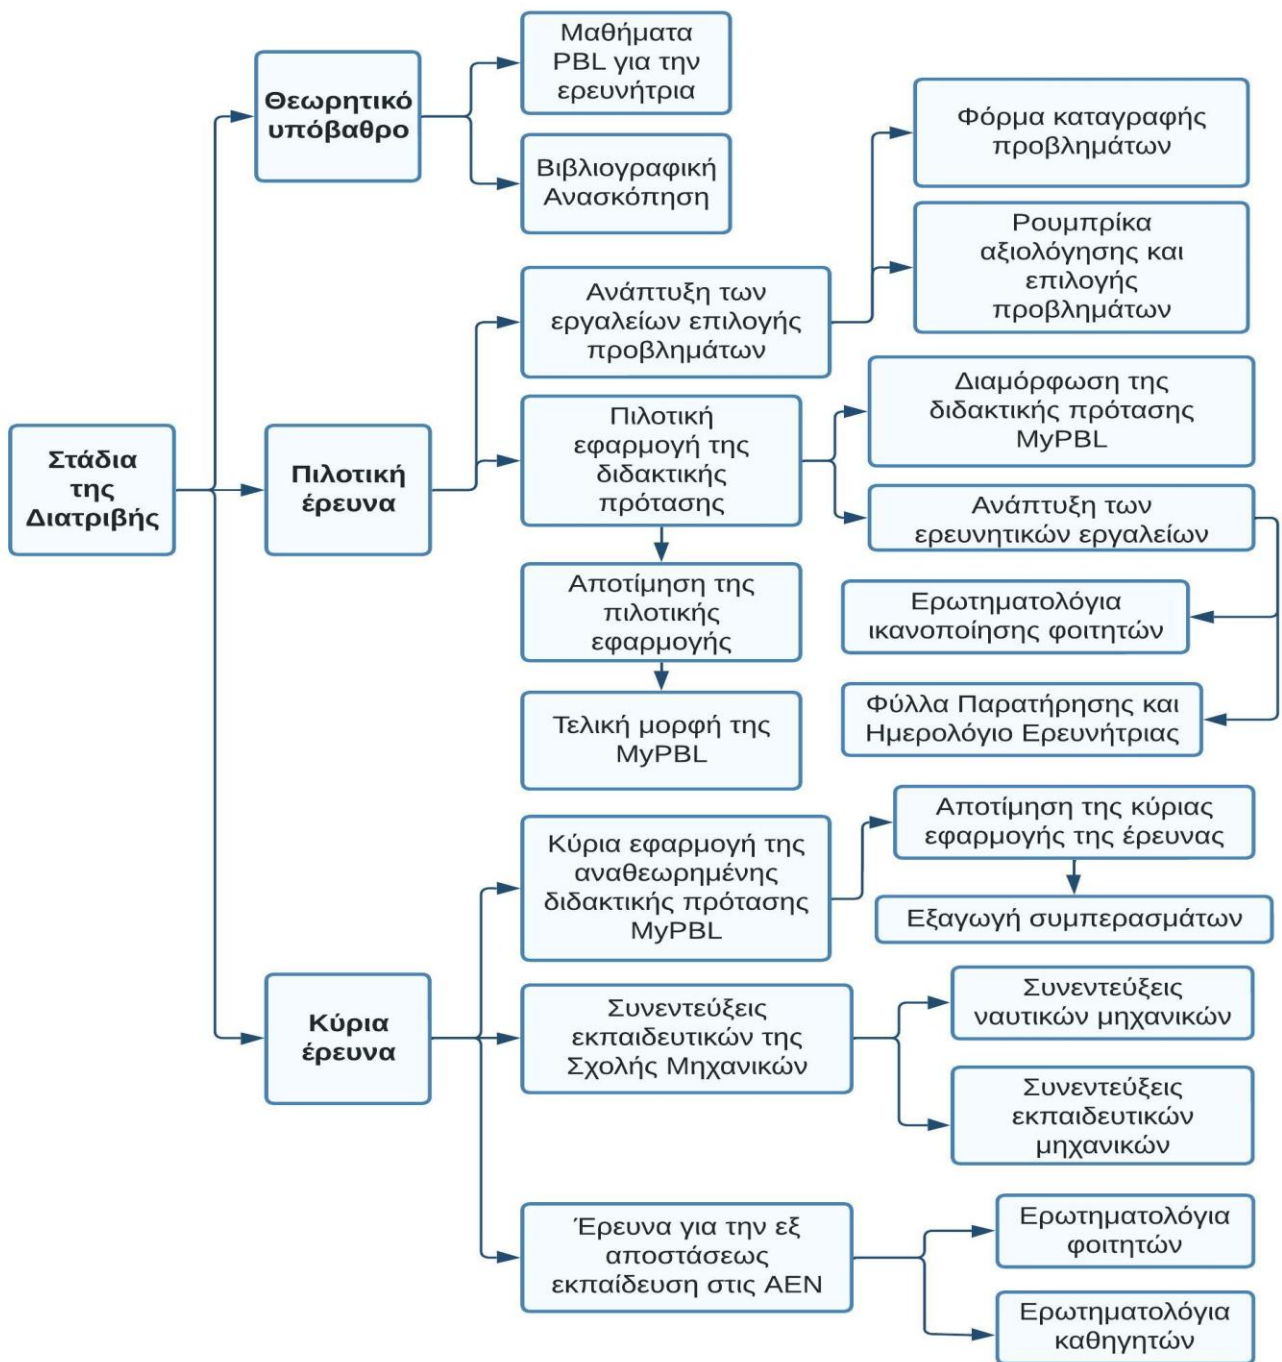 Στάδια
της
Διατριβής
Θεωρητικό
υπόβαθρο
Μαθήματα
PBL για την
ερευνήτρια
Βιβλιογραφική
Ανασκόπηση
Πιλοτική
έρευνα
Ανάπτυξη των
εργαλείων επιλογής
προβλημάτων
Φόρμα καταγραφής
προβλημάτων
Ρουμπρίκα
αξιολόγησης και
επιλογής
προβλημάτων
Πιλοτική
εφαρμογή της
διδακτικής
πρότασης
Διαμόρφωση της
διδακτικής πρότασης
MyPBL
Ανάπτυξη των
ερευνητικών εργαλείων
Ερωτηματολόγια
ικανοποίησης φοιτητών
Φύλλα Παρατήρησης και
Ημερολόγιο Ερευνήτριας
Αποτίμηση της
πιλοτικής
εφαρμογής
Τελική μορφή της
MyPBL
Κύρια
έρευνα
Κύρια εφαρμογή της
αναθεωρημένης
διδακτικής πρότασης
MyPBL
Αποτίμηση της κύριας
εφαρμογής της έρευνας
Εξαγωγή συμπερασμάτων
Συνεντεύξεις
εκπαιδευτικών της
Σχολής Μηχανικών
Συνεντεύξεις
ναυτικών μηχανικών
Συνεντεύξεις
εκπαιδευτικών
μηχανικών
Έρευνα για την εξ
αποστάσεως
εκπαίδευση στις ΑΕΝ
Ερωτηματολόγια
φοιτητών
Ερωτηματολόγια
καθηγητών